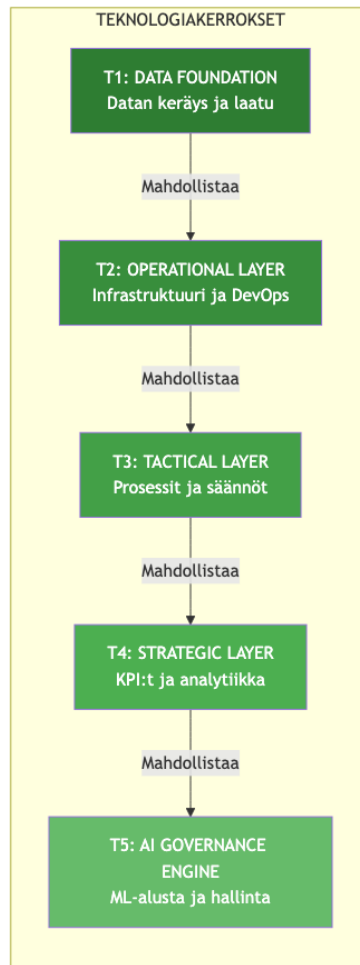 TEKNOLOGIAKERROKSET
T1: DATA FOUNDATION
Datan keräys ja laatu
Mahdollistaa
T2: OPERATIONAL LAYER
Infrastruktuuri ja DevOps
Mahdollistaa
T3: TACTICAL LAYER
Prosessit ja säännöt
Mahdollistaa
T4: STRATEGIC LAYER
KPI:t ja analytiikka
Mahdollistaa
T5: AI GOVERNANCE
ENGINE
ML-alusta ja hallinta